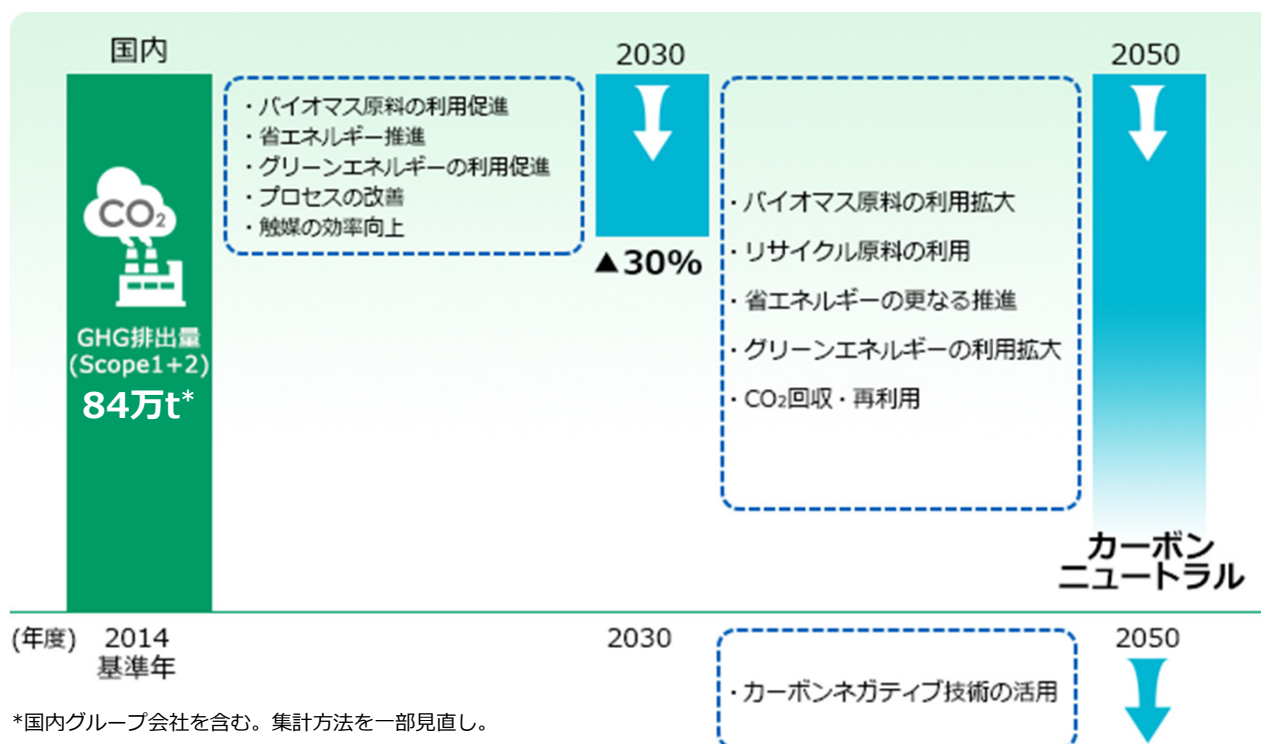 国内
CO2
GHG排出量
(Scope1+2)
84万t*
・バイオマス原料の利用促進
・省エネルギー推進
・グリーンエネルギーの利用促進
・プロセスの改善
・触媒の効率向上
2030
▲30%
・バイオマス原料の利用拡大
・リサイクル原料の利用
・省エネルギーの更なる推進
・グリーンエネルギーの利用拡大
・CO2回収・再利用
2050
カーボン
ニュートラル
(年度)
2014
基準年
2030
・カーボンネガティブ技術の活用
2050
*国内グループ会社を含む。集計方法を一部見直し。